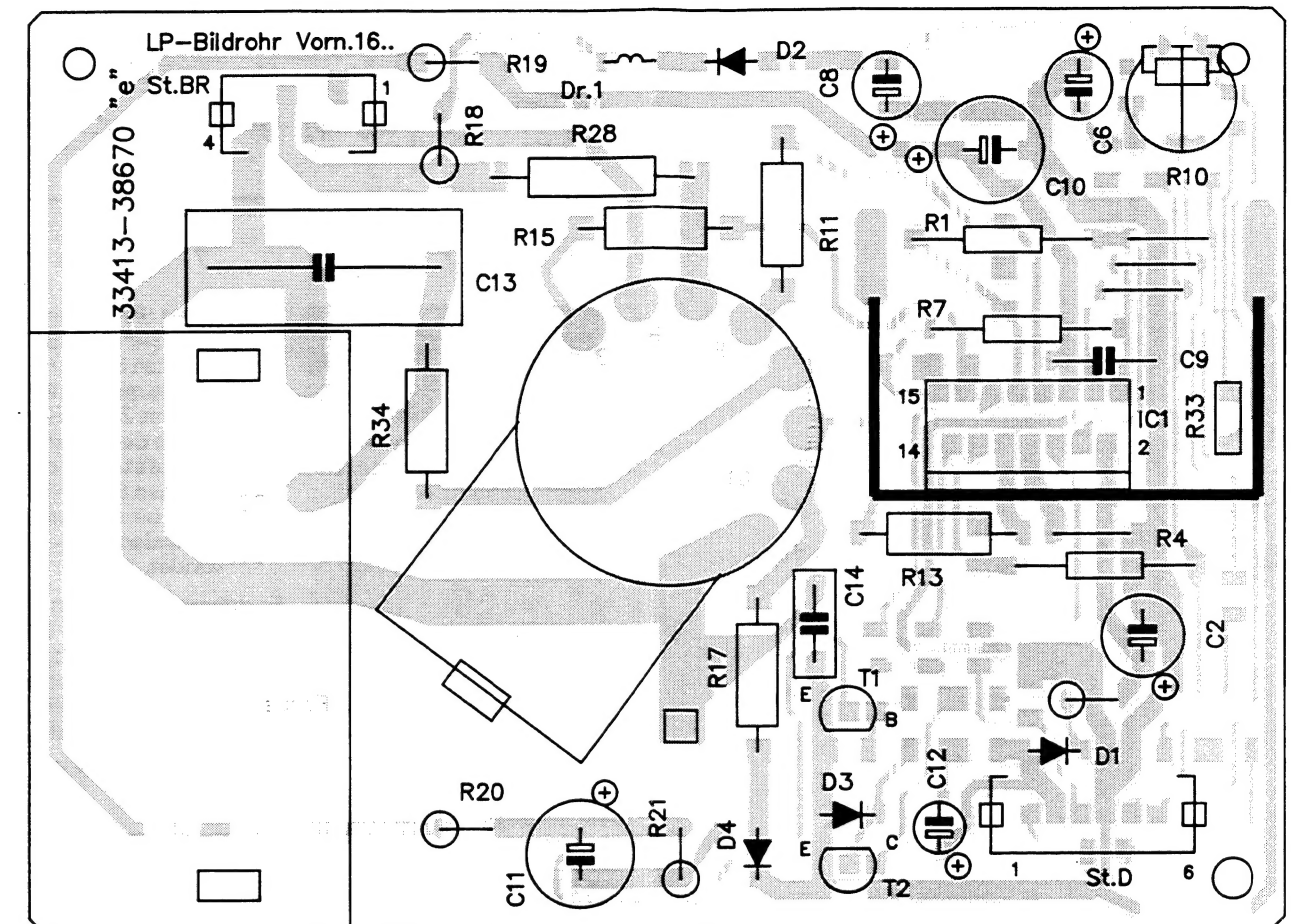 LP-Bildrohr Vorn.16..
"e"
33413-38670
St.BR
1
4
R19
R18
Dr.1
D2
C8
C6
R10
R28
C10
R15
R11
R1
C13
R7
C9
15
1
IC1
14
2
R33
R34
R13
R4
C14
C2
R17
E
T1
B
D1
D3
C12
R20
R21
D4
C11
E
C
T2
1
St.D
6